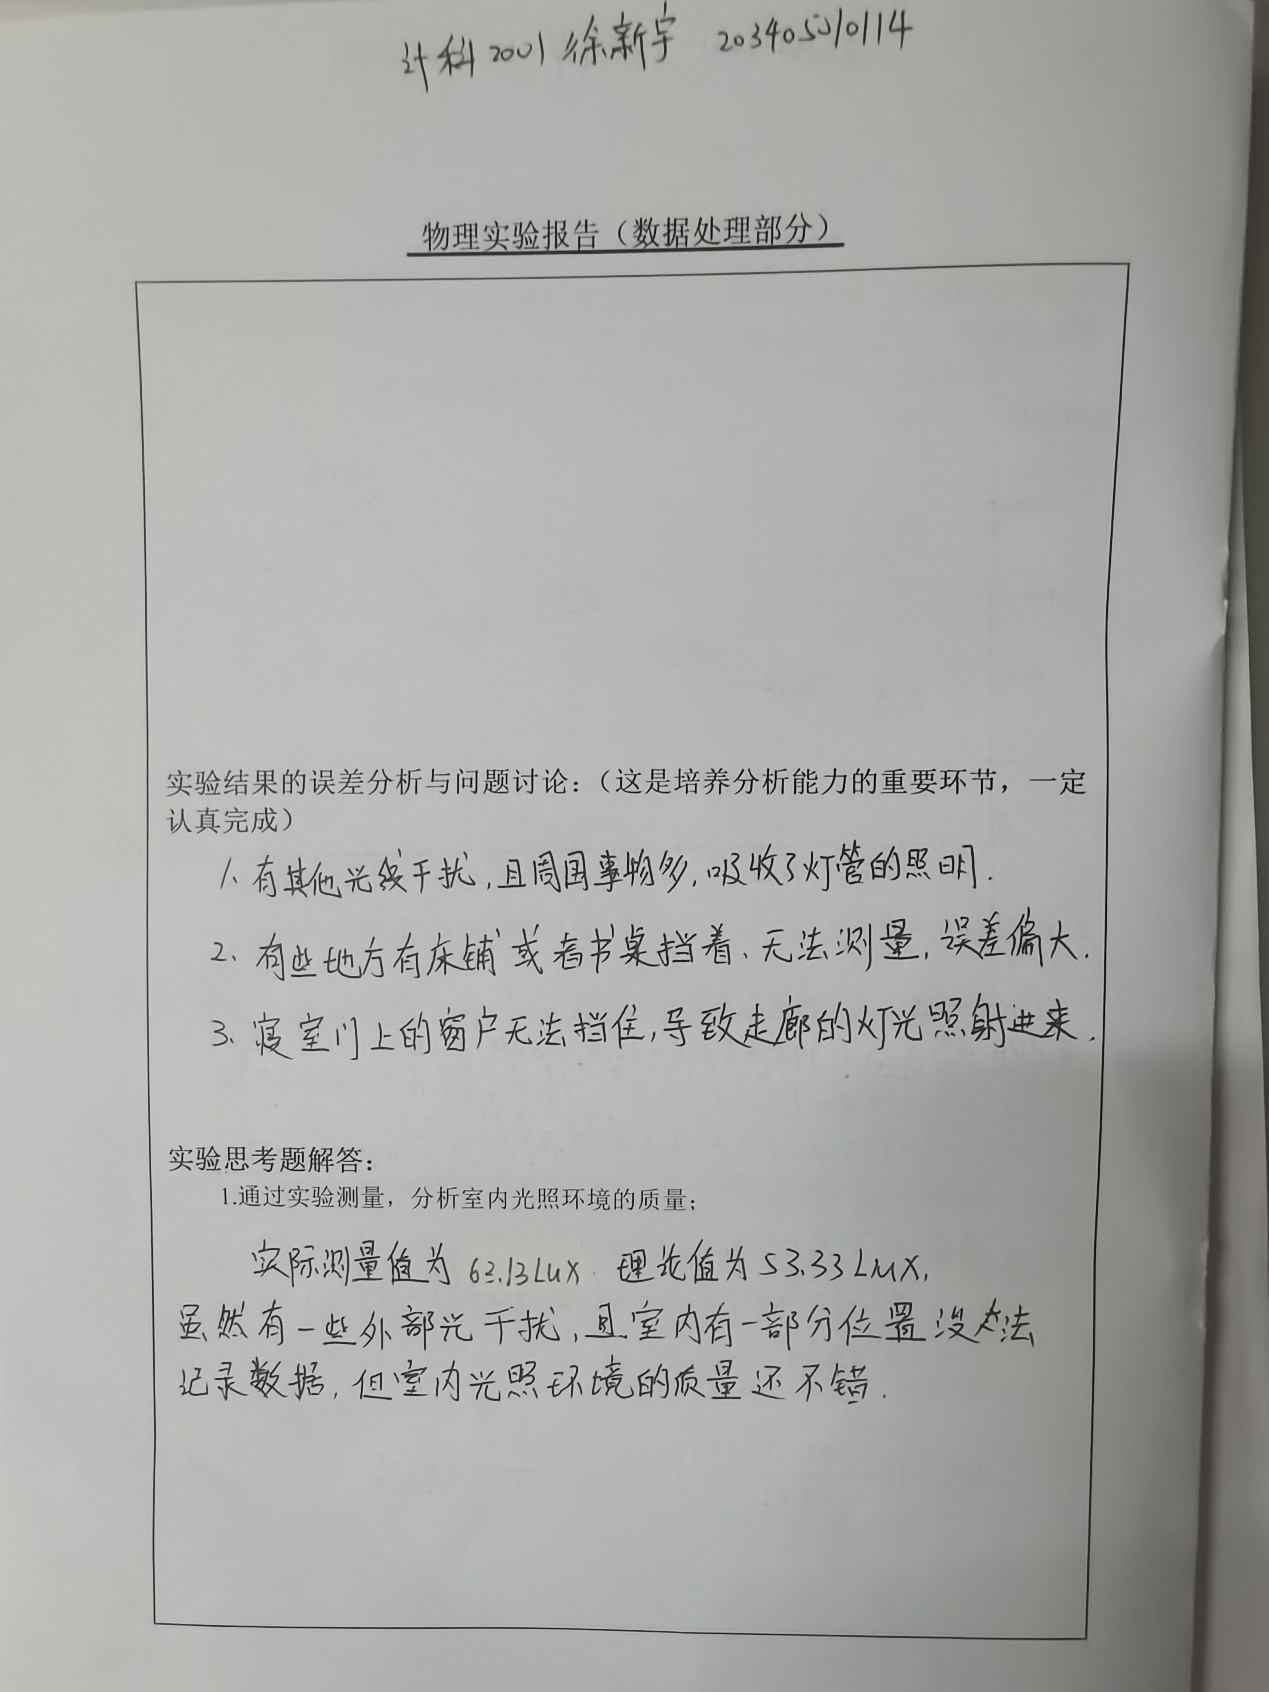 计科2001 徐新宇 203405010114
物理实验报告（数据处理部分）
实验结果的误差分析与问题讨论：（这是培养分析能力的重要环节，一定
认真完成）
1、有其他光线干扰，且周围事物多，吸收了灯管的照明．
2、有些地方有床铺或者书桌挡着、无法测量，误差偏大．
3、寝室门上的窗户无法挡住，导致走廊的灯光照射进来．
实验思考题解答：
1.通过实验测量，分析室内光照环境的质量；
实际测量值为63.13Lux 理论值为53.33Lux，
虽然有一些外部光干扰，且室内有一部分位置没办法
记录数据，但室内光照环境的质量还不错．